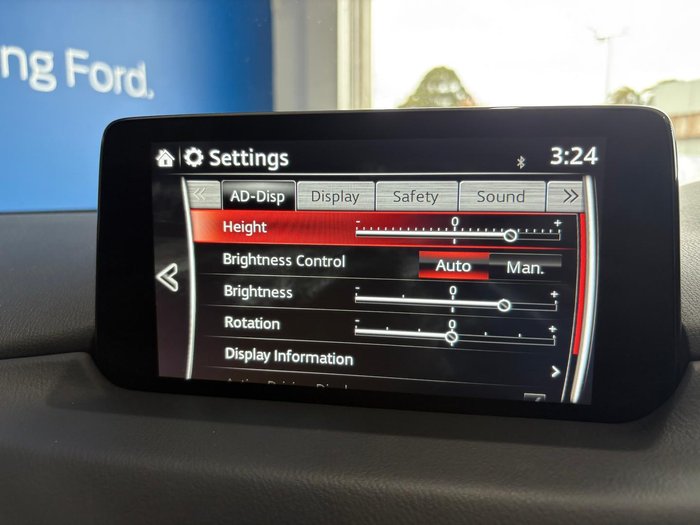 ng Ford.
Settings 3:24
<< AD-Disp Display Safety Sound >>
Height - 0 +
Brightness Control Auto Man.
Brightness - 0 +
Rotation - 0 +
Display Information